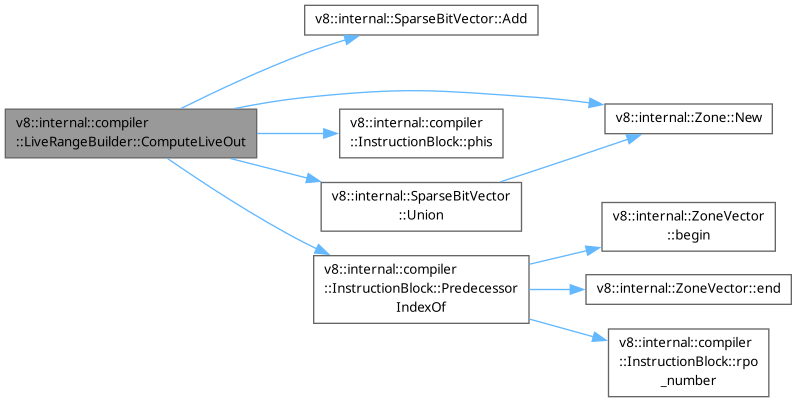 v8::internal::SparseBitVector::Add
v8::internal::compiler
::LiveRangeBuilder::ComputeLiveOut
v8::internal::compiler
::InstructionBlock::phis
v8::internal::Zone::New
v8::internal::SparseBitVector
::Union
v8::internal::compiler
::InstructionBlock::Predecessor
IndexOf
v8::internal::ZoneVector
::begin
v8::internal::ZoneVector::end
v8::internal::compiler
::InstructionBlock::rpo
_number